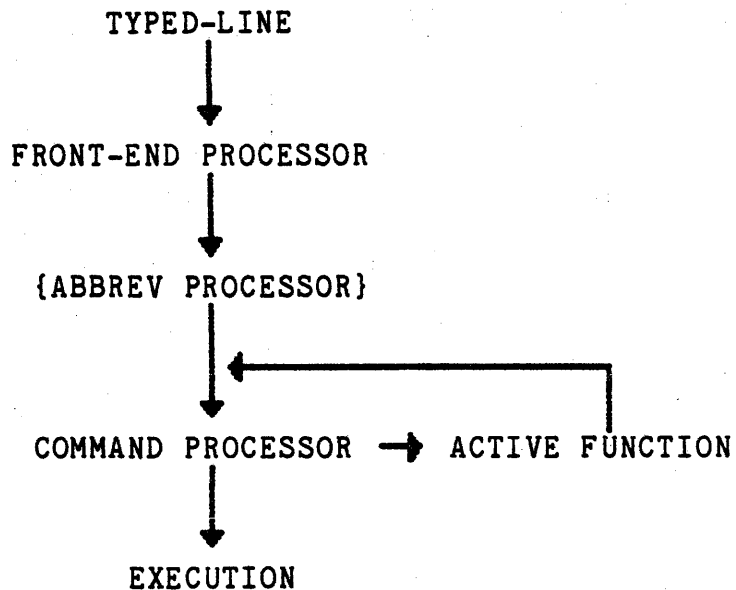 TYPED-LINE
FRONT-END PROCESSOR
{ABBREV PROCESSOR}
COMMAND PROCESSOR
ACTIVE FUNCTION
EXECUTION